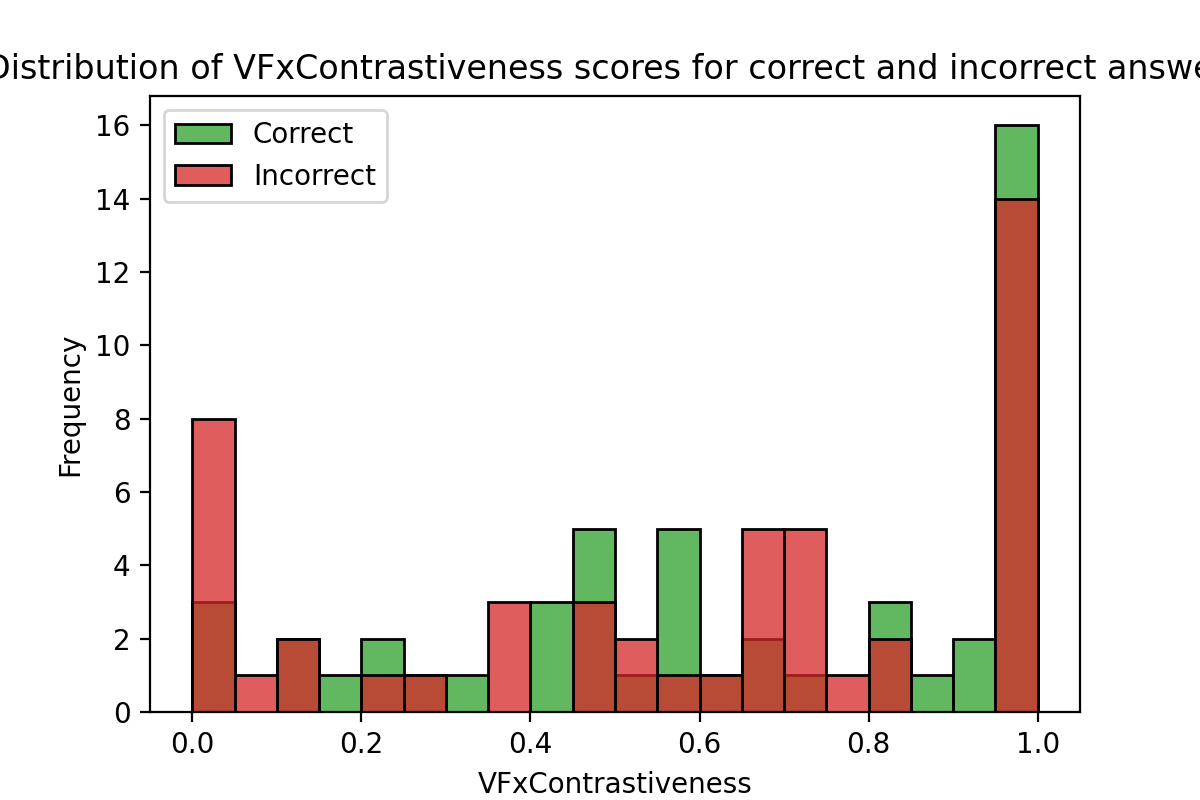 Distribution of VFxContrastiveness scores for correct and incorrect answe
Correct
Incorrect
16
14
12
10
8
6
4
2
0
Frequency
0.0 0.2 0.4 0.6 0.8 1.0
VFxContrastiveness